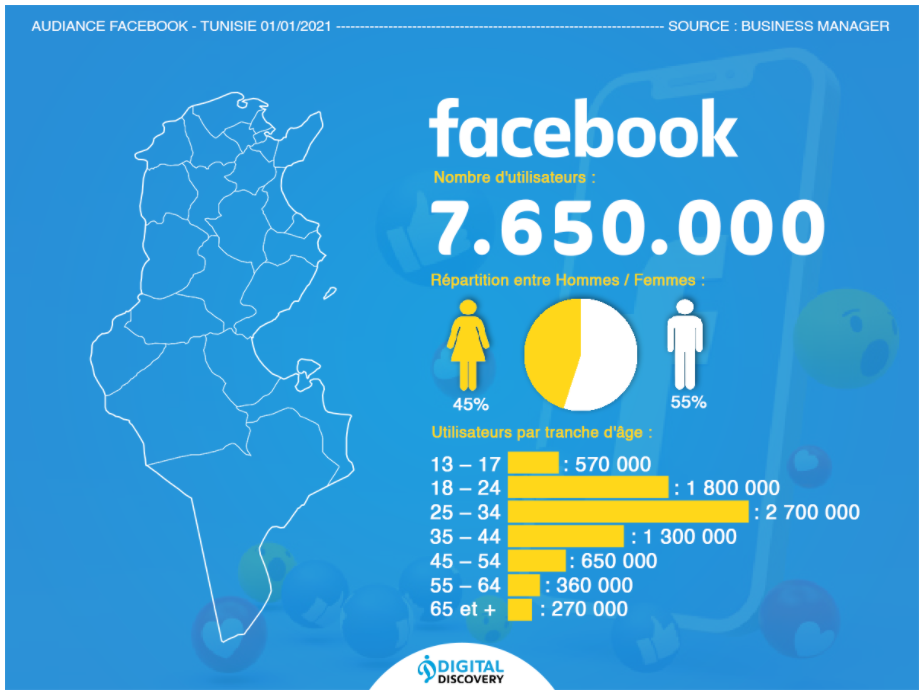 AUDIANCE FACEBOOK - TUNISIE 01/01/2021 ---------------------------------------------------------- SOURCE : BUSINESS MANAGER
facebook
Nombre d'utilisateurs :
7.650.000
Répartition entre Hommes / Femmes :
45%
55%
Utilisateurs par tranche d'âge :
13 – 17 : 570 000
18 – 24 : 1 800 000
25 – 34 : 2 700 000
35 – 44 : 1 300 000
45 – 54 : 650 000
55 – 64 : 360 000
65 et + : 270 000
DIGITAL
DISCOVERY